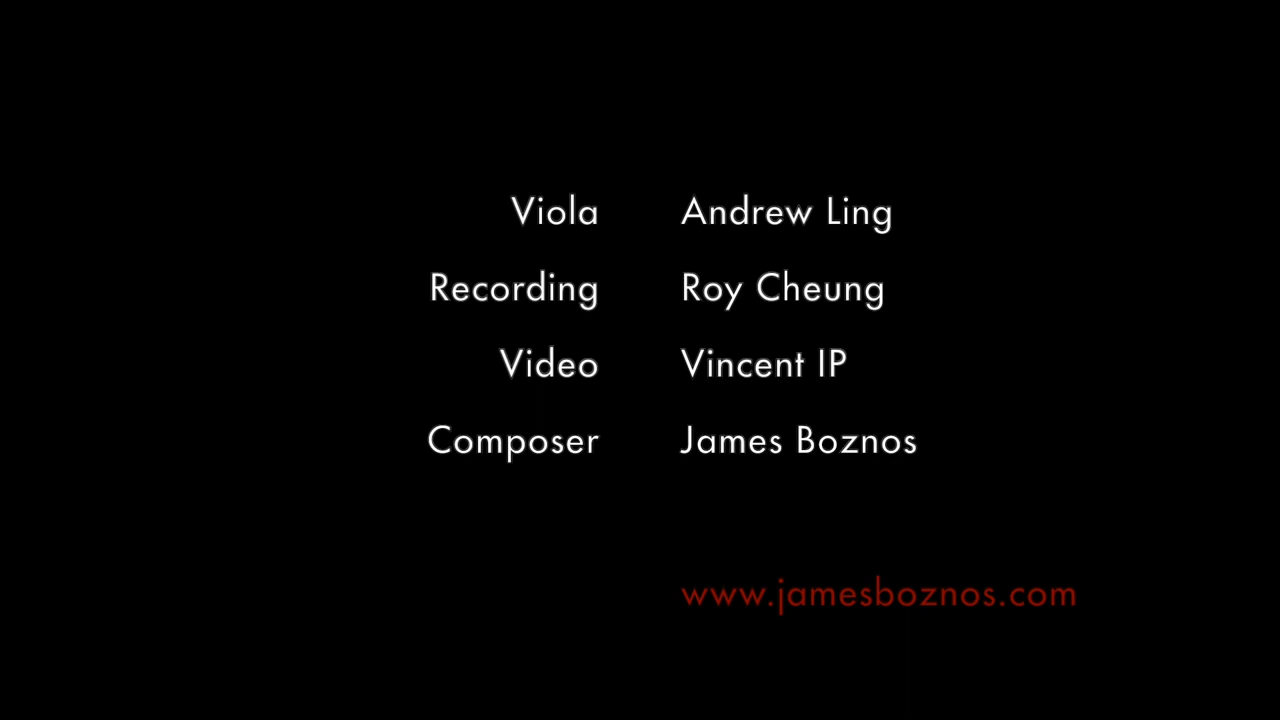 Viola Andrew Ling
Recording Roy Cheung
Video Vincent IP
Composer James Boznos
www.jamesboznos.com